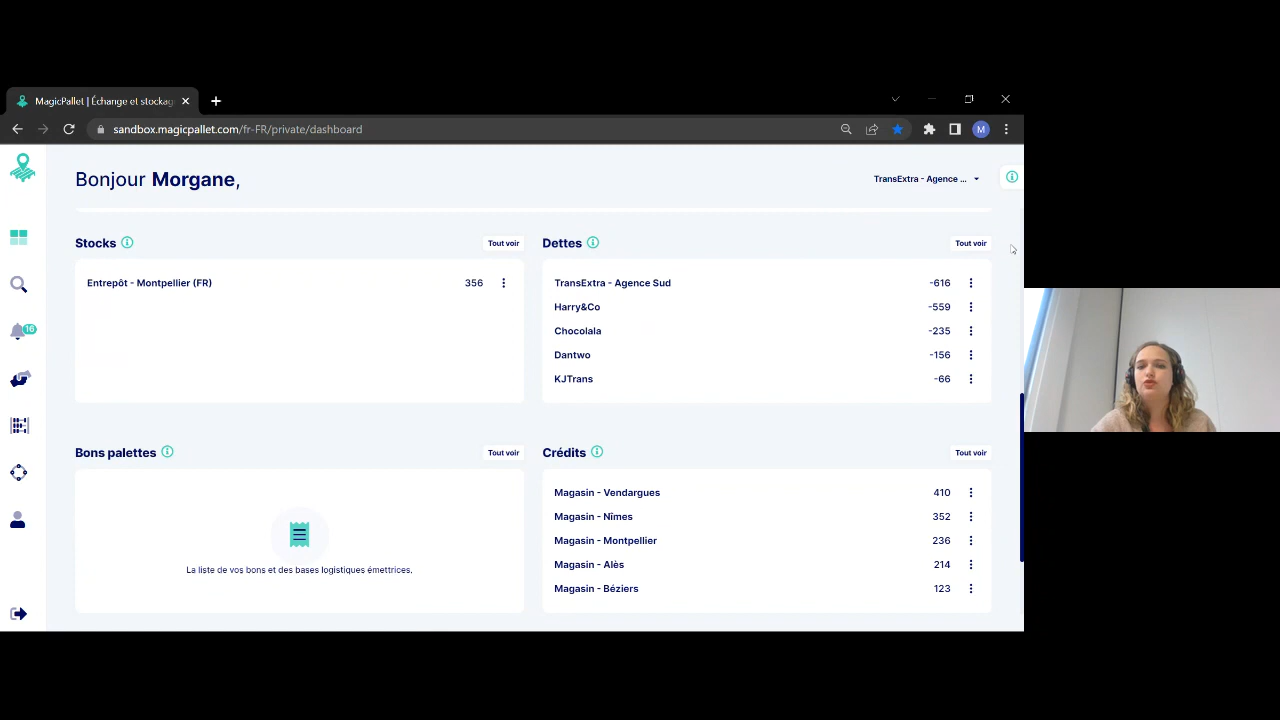 MagicPallet | Échange et stockag
sandbox.magicpallet.com/fr-FR/private/dashboard
M
Bonjour Morgane,
TransExtra - Agence ...
16
Stocks
Tout voir
Entrepôt - Montpellier (FR) 356
Dettes
Tout voir
TransExtra - Agence Sud -616
Harry&Co -559
Chocolala -235
Dantwo -156
KJTrans -66
Bons palettes
Tout voir
La liste de vos bons et des bases logistiques émettrices.
Crédits
Tout voir
Magasin - Vendargues 410
Magasin - Nîmes 352
Magasin - Montpellier 236
Magasin - Alès 214
Magasin - Béziers 123